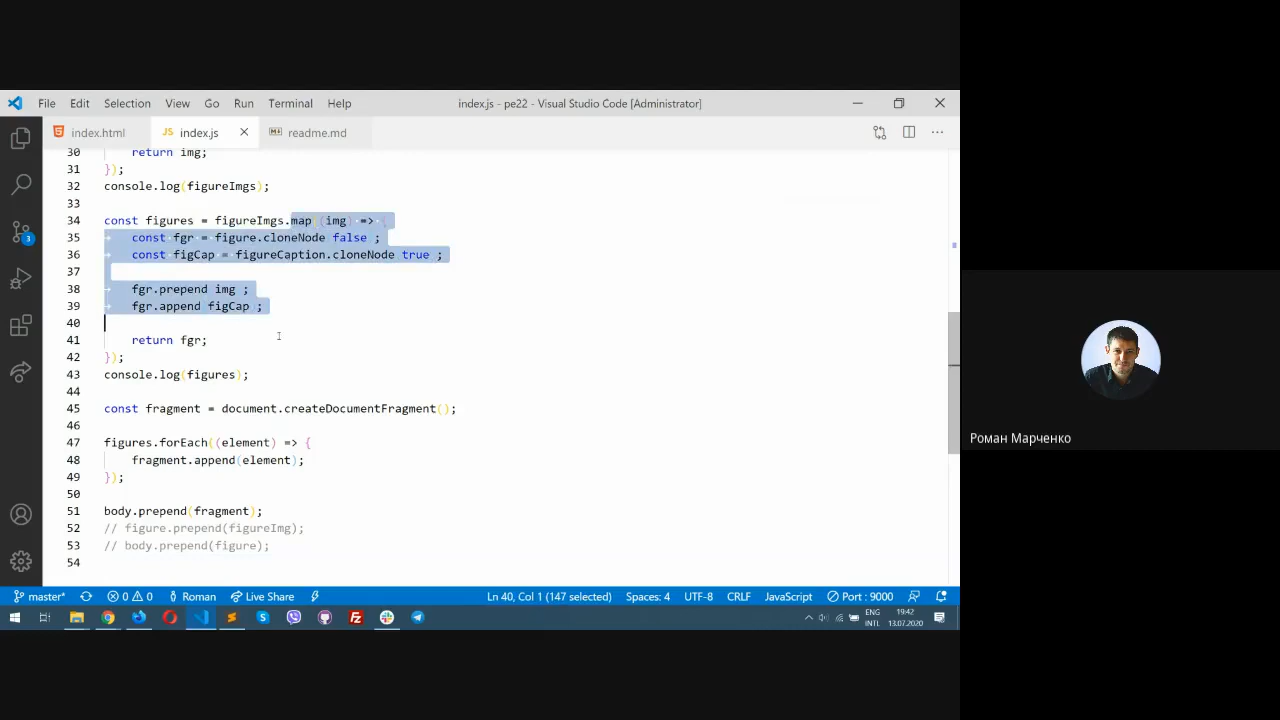 File Edit Selection View Go Run Terminal Help
index.js - pe22 - Visual Studio Code [Administrator]
index.html
JS index.js
readme.md
30 return img;
31 });
32 console.log(figureImgs);
33
34 const figures = figureImgs.map((img) => {
35 const fgr = figure.cloneNode false ;
36 const figCap = figureCaption.cloneNode true ;
37
38 fgr.prepend img ;
39 fgr.append figCap ;
40
41 return fgr;
42 });
43 console.log(figures);
44
45 const fragment = document.createDocumentFragment();
46
47 figures.forEach((element) => {
48 fragment.append(element);
49 });
50
51 body.prepend(fragment);
52 // figure.prepend(figureImg);
53 // body.prepend(figure);
54
3
Роман Марченко
master* 0 0 Roman Live Share Ln 40, Col 1 (147 selected) Spaces: 4 UTF-8 CRLF JavaScript Port : 9000
ENG
INTL
19:42
13.07.2020